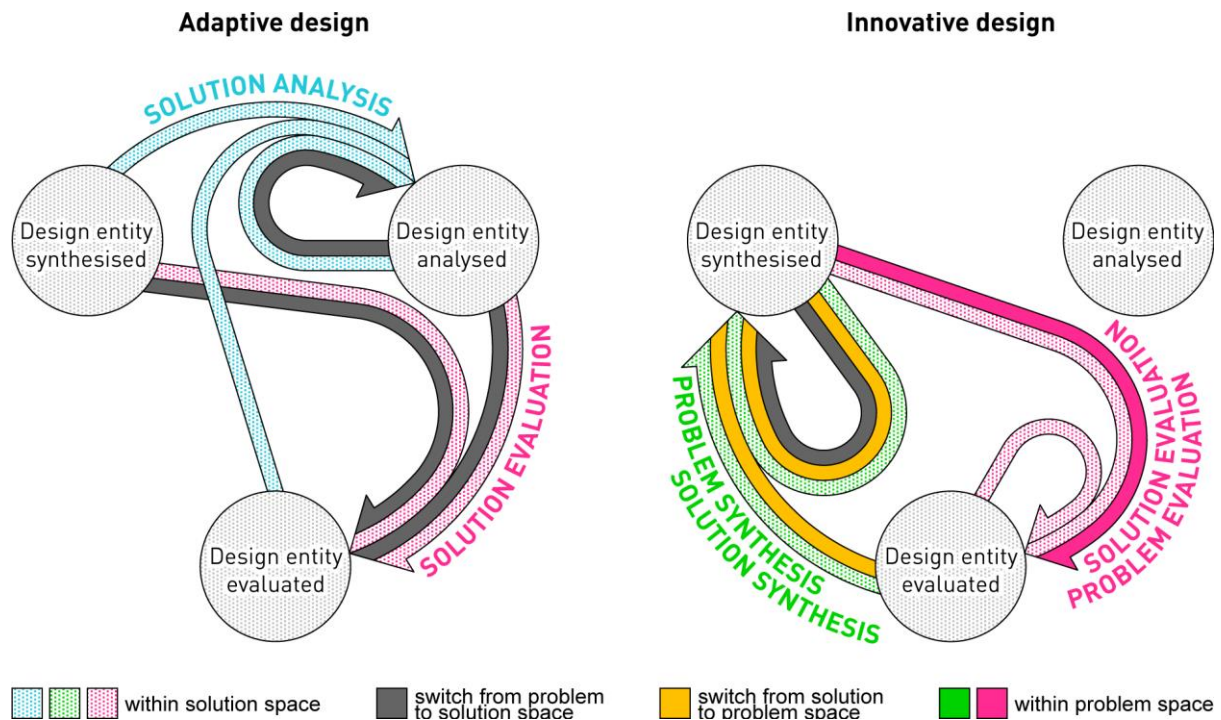 Adaptive design
Innovative design
SOLUTION ANALYSIS
Design entity
synthesised
Design entity
analysed
SOLUTION EVALUATION
Design entity
evaluated
Design entity
synthesised
Design entity
analysed
SOLUTION EVALUATION
PROBLEM EVALUATION
PROBLEM SYNTHESIS
SOLUTION SYNTHESIS
Design entity
evaluated
within solution space
switch from problem
to solution space
switch from solution
to problem space
within problem space